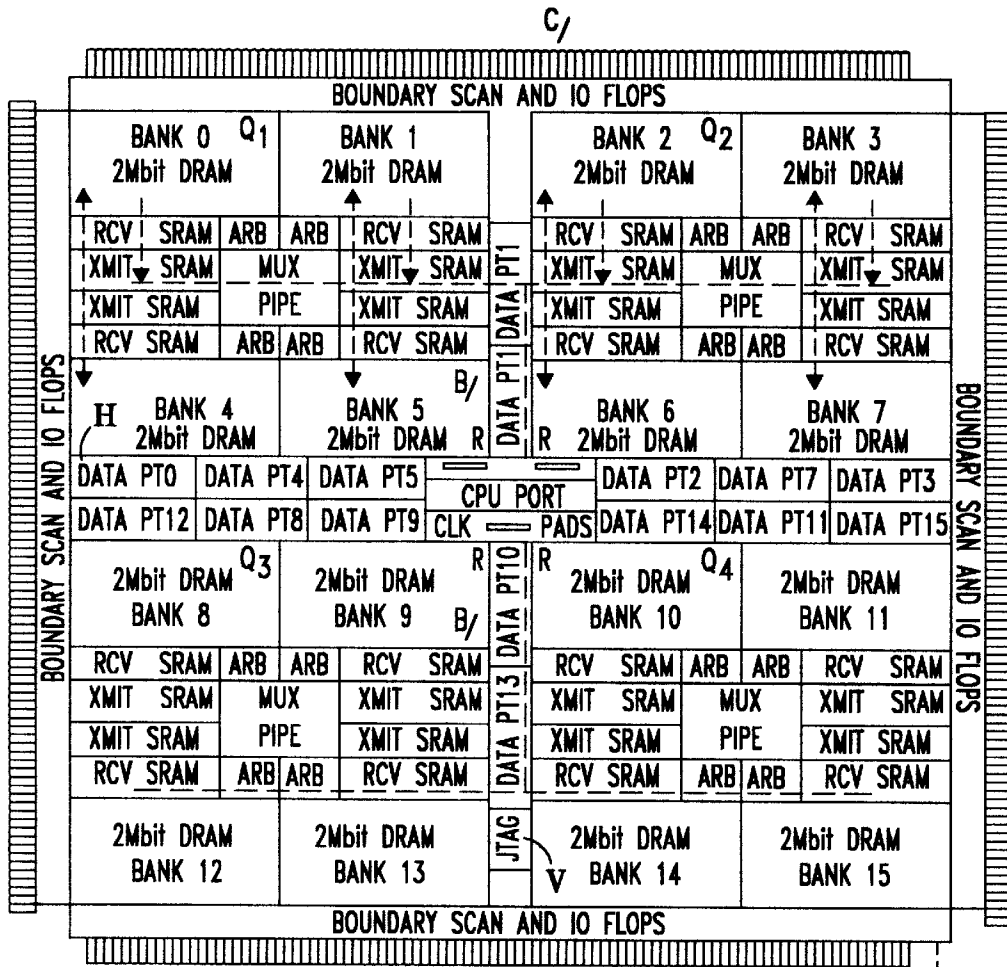 C/
BOUNDARY SCAN AND IO FLOPS
BANK 0 Q1 BANK 1 BANK 2 Q2 BANK 3
2Mbit DRAM 2Mbit DRAM 2Mbit DRAM 2Mbit DRAM
RCV SRAM ARB ARB RCV SRAM RCV SRAM ARB ARB RCV SRAM
XMIT SRAM MUX XMIT SRAM XMIT SRAM MUX XMIT SRAM
XMIT SRAM PIPE XMIT SRAM XMIT SRAM PIPE XMIT SRAM
RCV SRAM ARB ARB RCV SRAM RCV SRAM ARB ARB RCV SRAM
DATA PT1
DATA PT1
B/
H BANK 4 BANK 5 BANK 6 BANK 7
2Mbit DRAM 2Mbit DRAM R R 2Mbit DRAM 2Mbit DRAM
DATA PT0 DATA PT4 DATA PT5 DATA PT2 DATA PT7 DATA PT3
CPU PORT
DATA PT12 DATA PT8 DATA PT9 CLK PADS DATA PT14 DATA PT11 DATA PT15
BOUNDARY SCAN AND IO FLOPS
BOUNDARY SCAN AND IO FLOPS
Q3 R R Q4
2Mbit DRAM 2Mbit DRAM 2Mbit DRAM 2Mbit DRAM
BANK 8 BANK 9 B/ BANK 10 BANK 11
DATA PT10
DATA PT13
RCV SRAM ARB ARB RCV SRAM RCV SRAM ARB ARB RCV SRAM
XMIT SRAM MUX XMIT SRAM XMIT SRAM MUX XMIT SRAM
XMIT SRAM PIPE XMIT SRAM XMIT SRAM PIPE XMIT SRAM
RCV SRAM ARB ARB RCV SRAM RCV SRAM ARB ARB RCV SRAM
JTAG
2Mbit DRAM 2Mbit DRAM 2Mbit DRAM 2Mbit DRAM
BANK 12 BANK 13 V BANK 14 BANK 15
BOUNDARY SCAN AND IO FLOPS